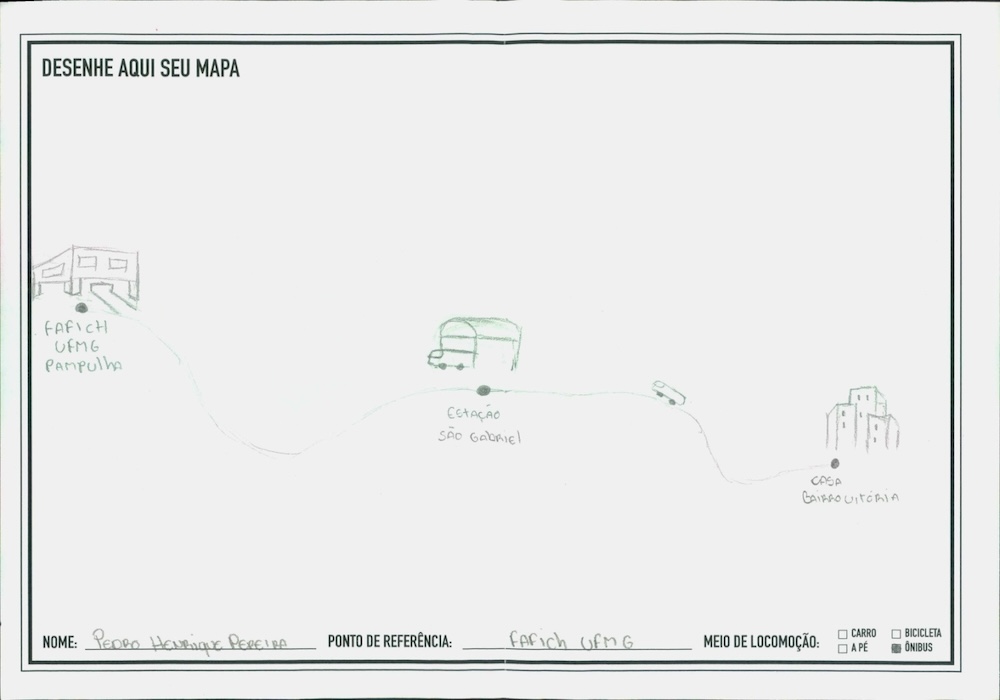 DESENHE AQUI SEU MAPA
FAFICH
UFMG
PAMPULHA
ESTAÇÃO
SÃO GABRIEL
CASA
BAIRRO VITÓRIA
NOME: PEDRO HENRIQUE PEREIRA PONTO DE REFERÊNCIA: FAFICH UFMG MEIO DE LOCOMOÇÃO:
CARRO BICICLETA
A PÉ ÔNIBUS